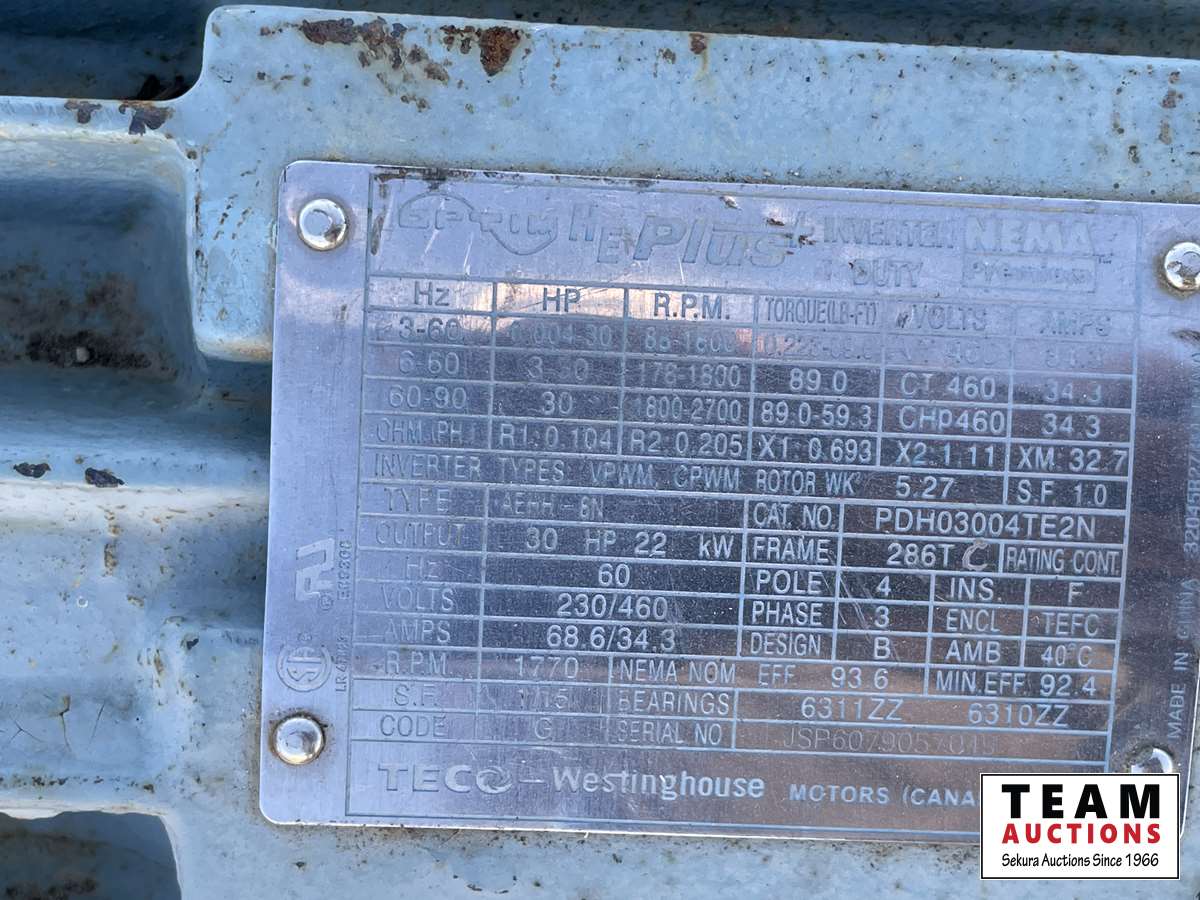 OPTIM HE Plus INVERTER DUTY NEMA Premium
Hz HP R.P.M. TORQUE(LB-FT) VOLTS AMPS
3-60
6-60 1800 89.0 CT 460 34.3
60-90 30 1800-2700 89.0-59.3 CHP460 34.3
OHM./PH. R1: 0.104 R2: 0.205 X1: 0.693 X2: 1.11 XM: 32.7
INVERTER TYPES VPWM, CPWM ROTOR WK² 5.27 S.F. 1.0
TYPE AEHH-8N CAT. NO. PDH03004TE2N
OUTPUT 30 HP 22 kW FRAME 286T C RATING CONT.
Hz 60 POLE 4 INS. F
VOLTS 230/460 PHASE 3 ENCL TEFC
AMPS 68.6/34.3 DESIGN B AMB 40°C
R.P.M. 1770 NEMA NOM EFF 93.6 MIN.EFF. 92.4
S.F. 1.15 BEARINGS 6311ZZ 6310ZZ
CODE G SERIAL NO
TECO-Westinghouse MOTORS (CANA
MADE IN CHINA
TEAM
AUCTIONS
Sekura Auctions Since 1966